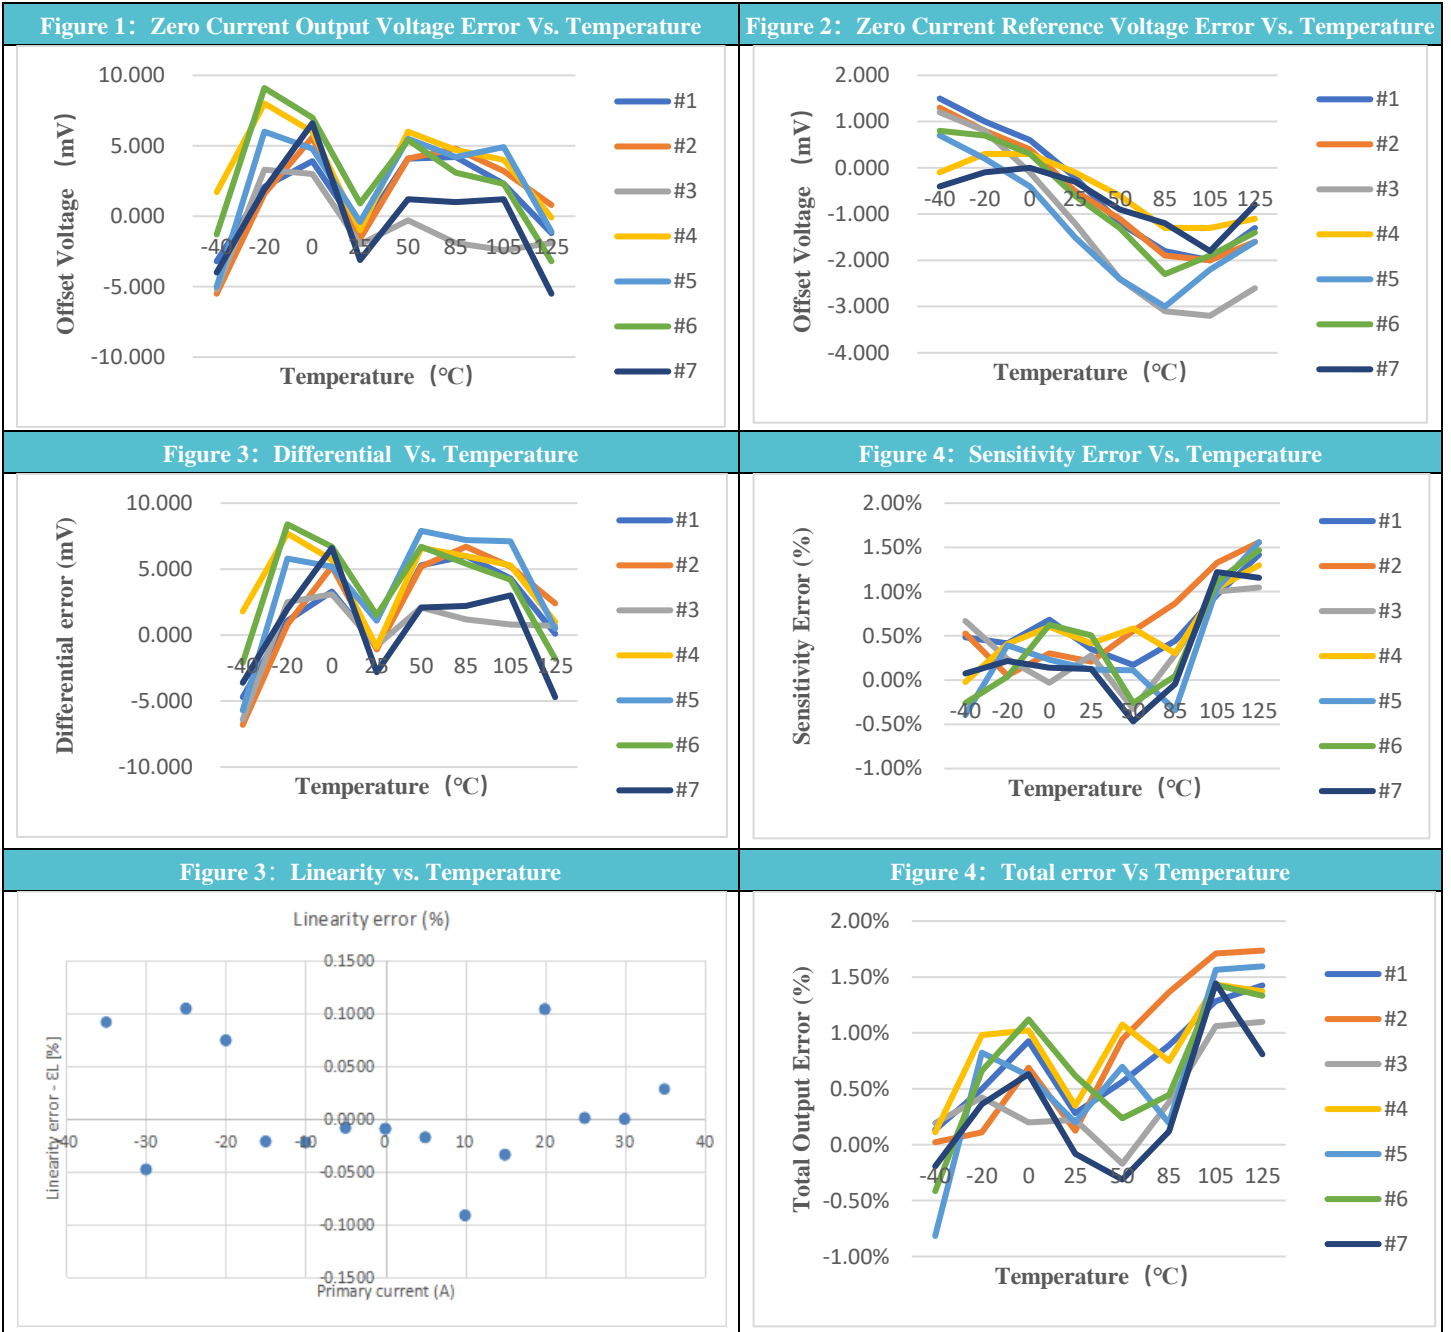 Figure 1：Zero Current Output Voltage Error Vs. Temperature
Figure 2：Zero Current Reference Voltage Error Vs. Temperature
10.000
5.000
0.000
-5.000
-10.000
Offset Voltage （mV）
-40 -20 0 25 50 85 105 125
Temperature（°C）
#1
#2
#3
#4
#5
#6
#7
2.000
1.000
0.000
-1.000
-2.000
-3.000
-4.000
Offset Voltage （mV）
-40 -20 0 25 50 85 105 125
Temperature（°C）
#1
#2
#3
#4
#5
#6
#7
Figure 3：Differential Vs. Temperature
Figure 4：Sensitivity Error Vs. Temperature
10.000
5.000
0.000
-5.000
-10.000
Differential error (mV)
-40 -20 0 25 50 85 105 125
Temperature（°C）
#1
#2
#3
#4
#5
#6
#7
2.00%
1.50%
1.00%
0.50%
0.00%
-0.50%
-1.00%
Sensitivity Error (%)
-40 -20 0 25 50 85 105 125
Temperature（°C）
#1
#2
#3
#4
#5
#6
#7
Figure 3：Linearity vs. Temperature
Figure 4：Total error Vs Temperature
Linearity error (%)
0.1500
0.1000
0.0500
0.0000
-0.0500
-0.1000
-0.1500
Linearity error - EL [%]
-40 -30 -20 -10 0 10 20 30 40
Primary current (A)
2.00%
1.50%
1.00%
0.50%
0.00%
-0.50%
-1.00%
Total Output Error (%)
-40 -20 0 25 50 85 105 125
Temperature（°C）
#1
#2
#3
#4
#5
#6
#7